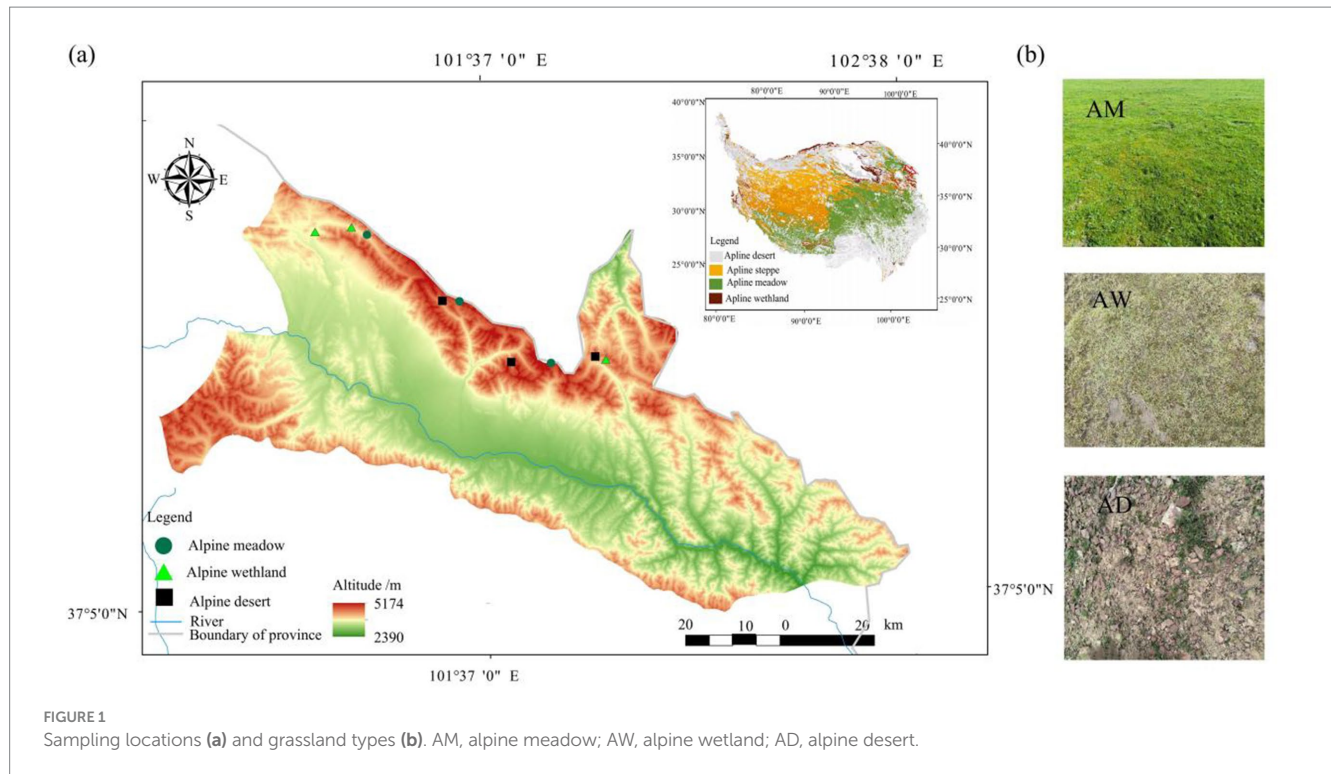 (a)
101°37 '0" E
102°38 '0" E
N
W
E
S
80°0'0"E
90°0'0"E
100°0'0"E
40°0'0"N
35°0'0"N
30°0'0"N
25°0'0"N
40°0'0"N
35°0'0"N
30°0'0"N
25°0'0"N
Legend
Apline desert
Apline steppe
Apline meadow
Apline wethland
80°0'0"E
90°0'0"E
100°0'0"E
Legend
Alpine meadow
Alpine wethland
Alpine desert
River
Boundary of province
Altitude /m
5174
2390
37°5'0"N
37°5'0"N
20 10 0 20 km
101°37 '0" E
(b)
AM
AW
AD
FIGURE 1
Sampling locations (a) and grassland types (b). AM, alpine meadow; AW, alpine wetland; AD, alpine desert.